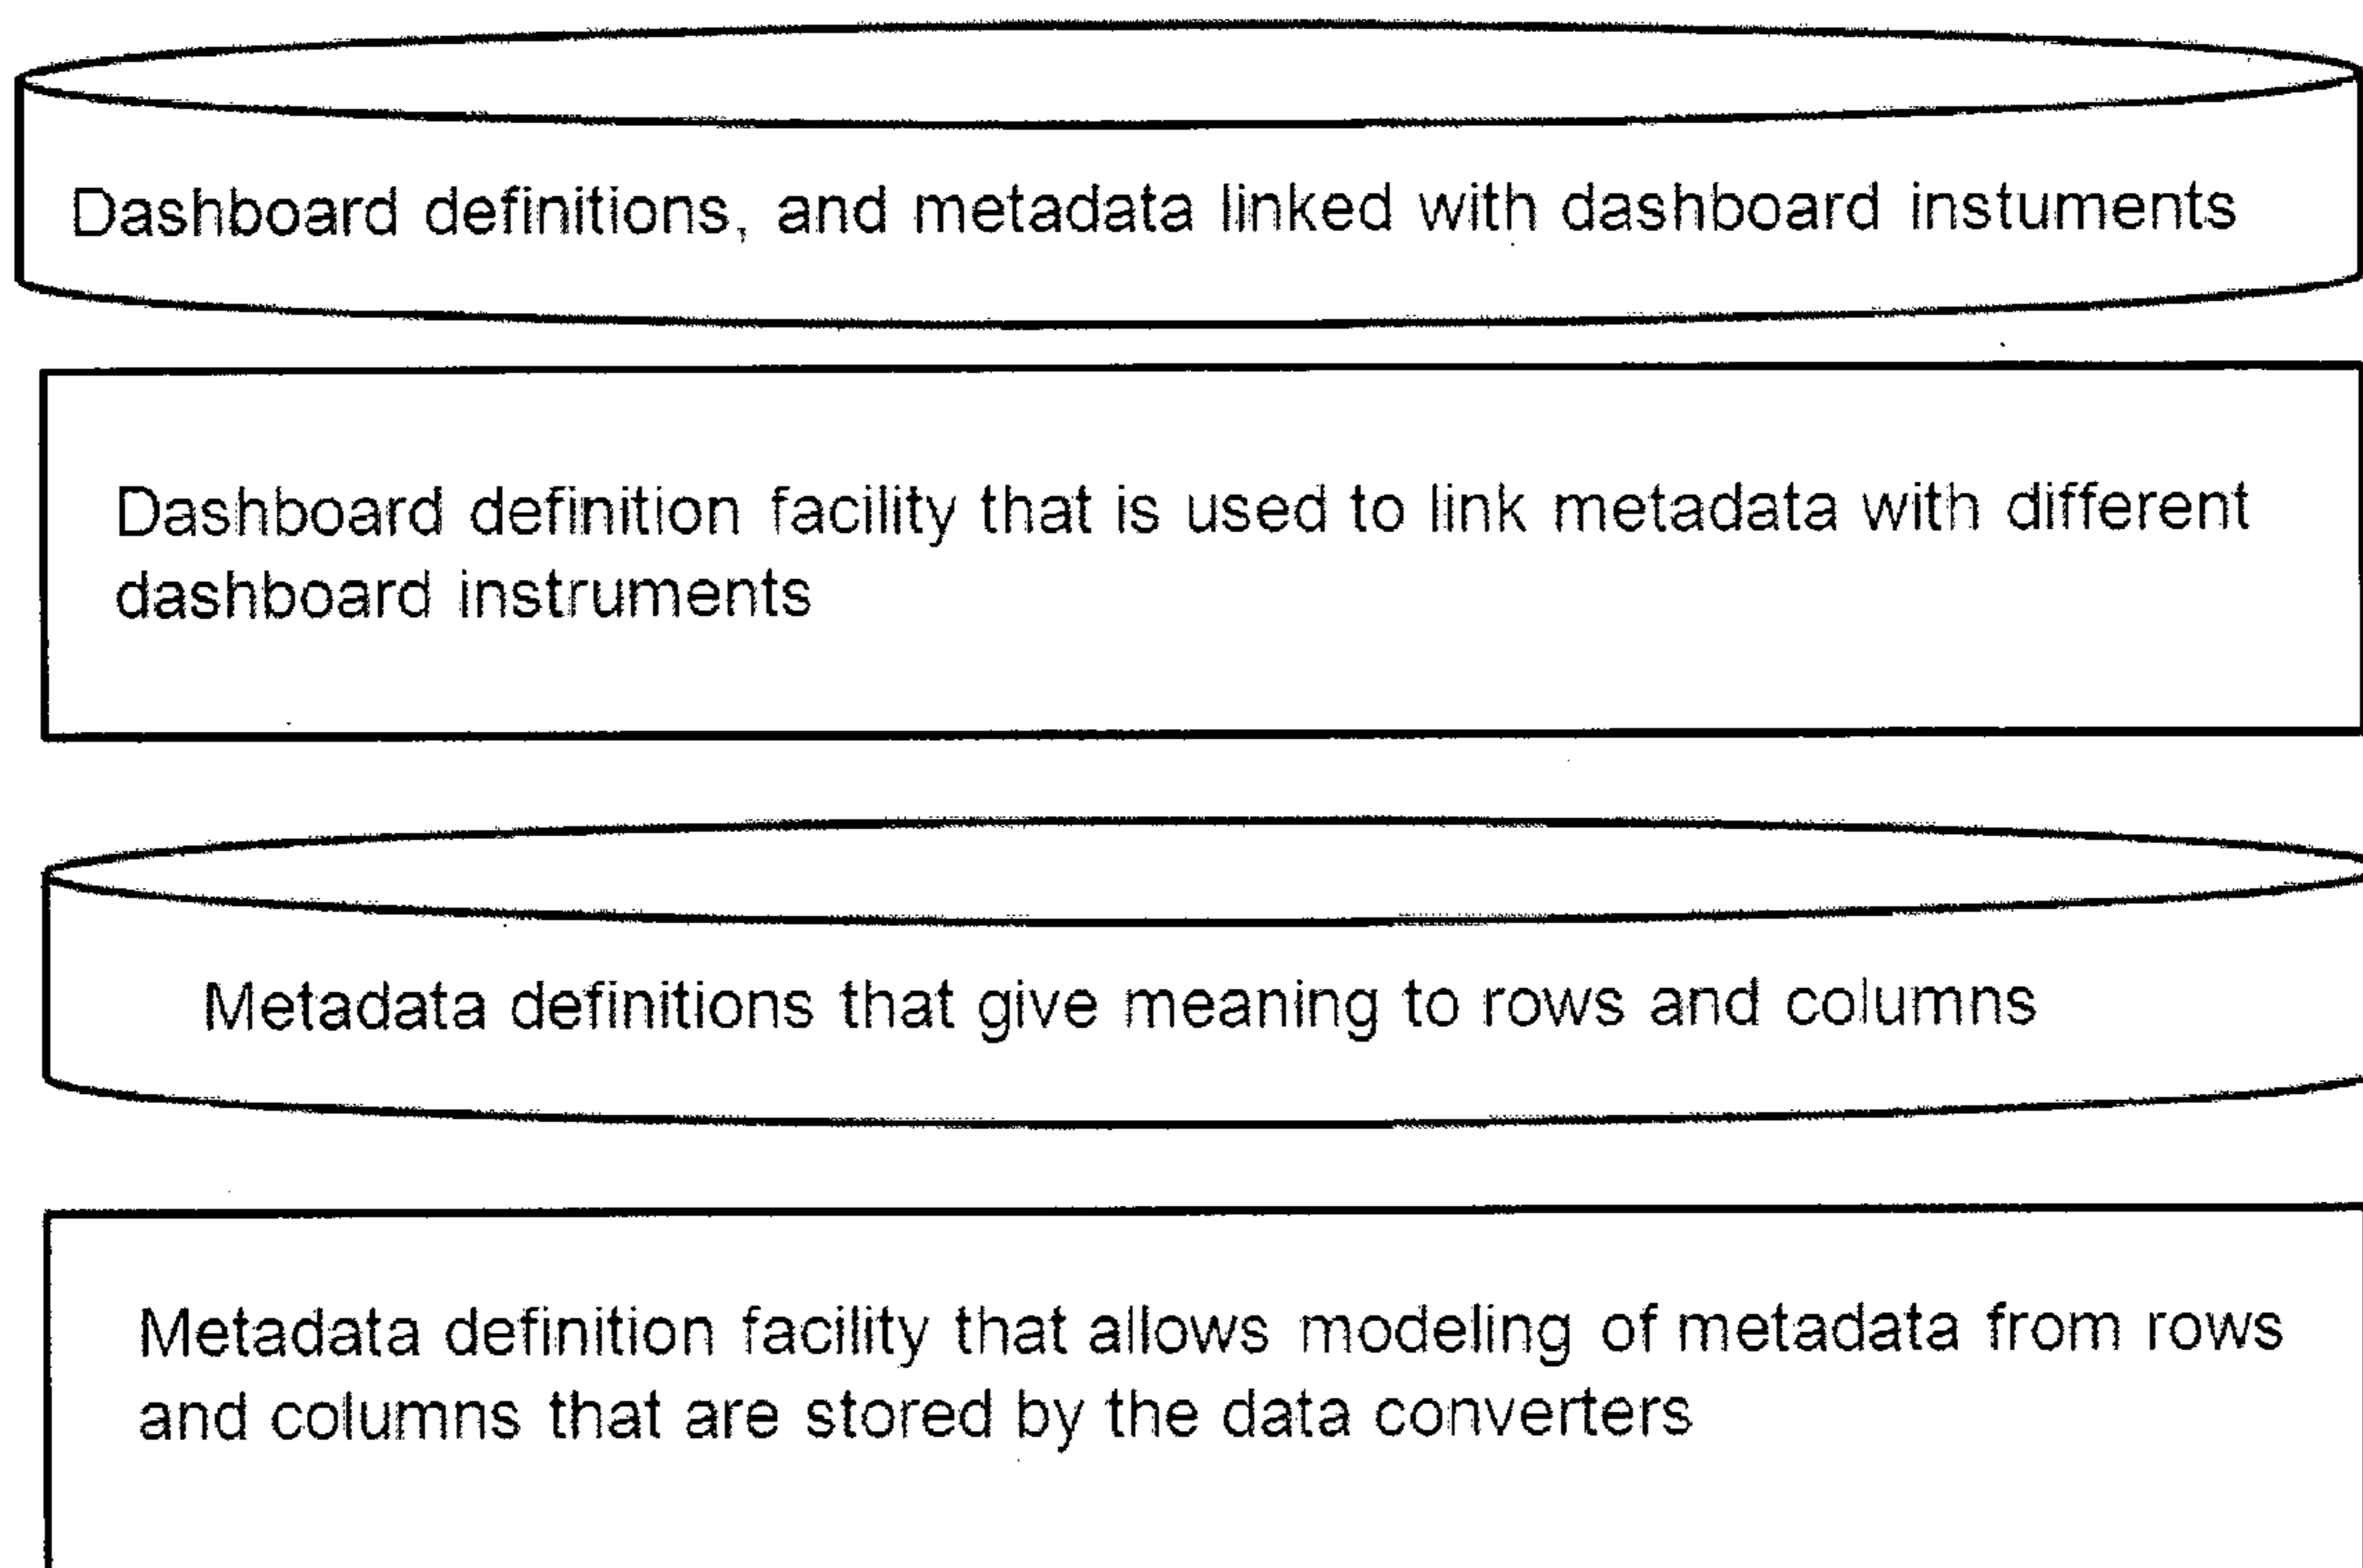 Dashboard definitions, and metadata linked with dashboard instuments
Dashboard definition facility that is used to link metadata with different
dashboard instruments
Metadata definitions that give meaning to rows and columns
Metadata definition facility that allows modeling of metadata from rows
and columns that are stored by the data converters